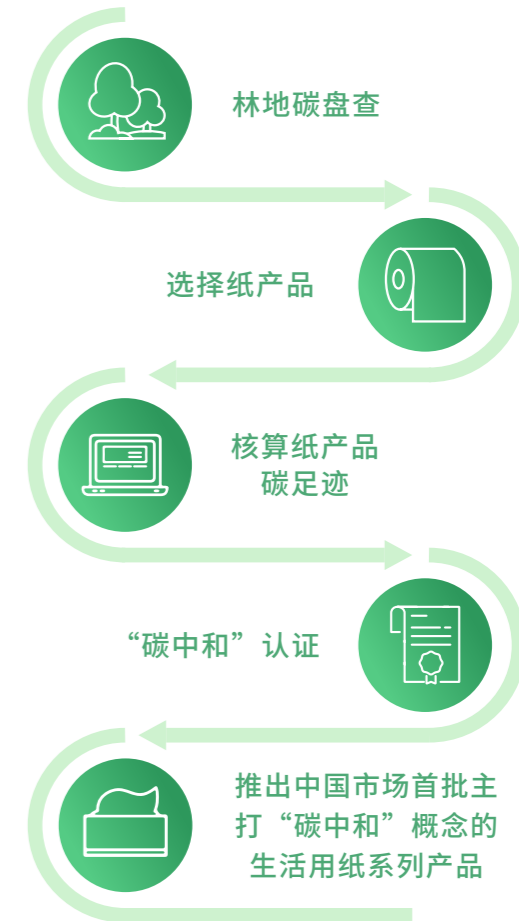 林地碳盘查
选择纸产品
核算纸产品
碳足迹
“碳中和”认证
推出中国市场首批主
打“碳中和”概念的
生活用纸系列产品